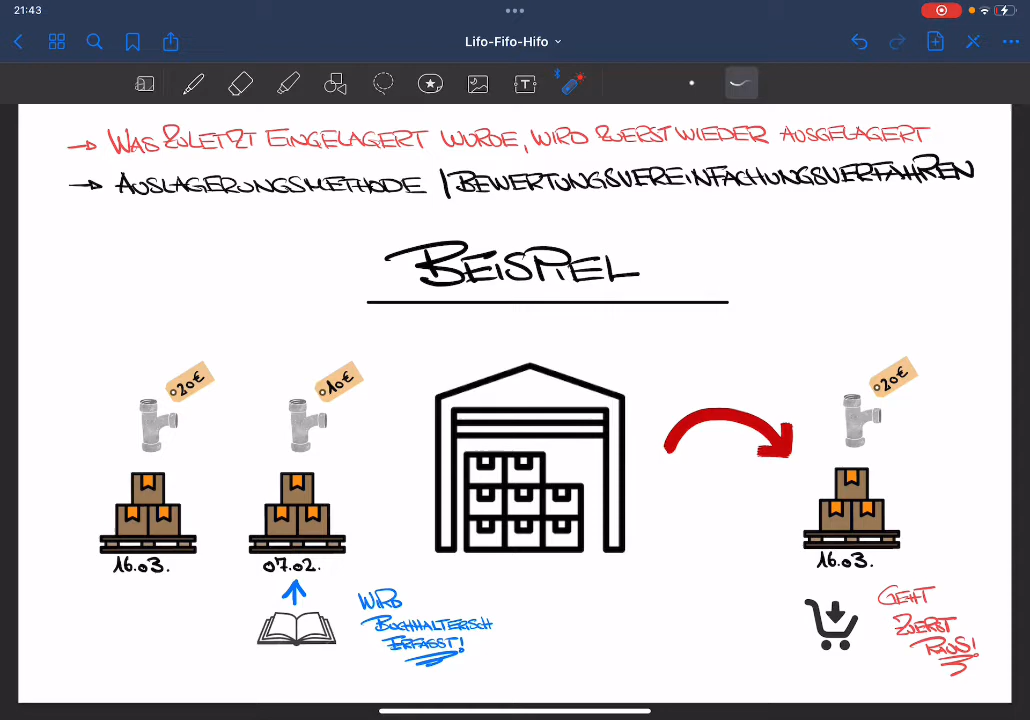 21:43
Lifo-Fifo-Hifo
→ WAS ZULETZT EINGELAGERT WURDE, WIRD ZUERST WIEDER AUSGELAGERT
→ AUSLAGERUNGSMETHODE / BEWERTUNGSVEREINFACHUNGSVERFAHREN
BEISPIEL
20€
10€
20€
16.03.
07.02.
16.03.
WIRD
BUCHHALTERISCH
ERFASST!
GEHT
ZUERST
RAUS!